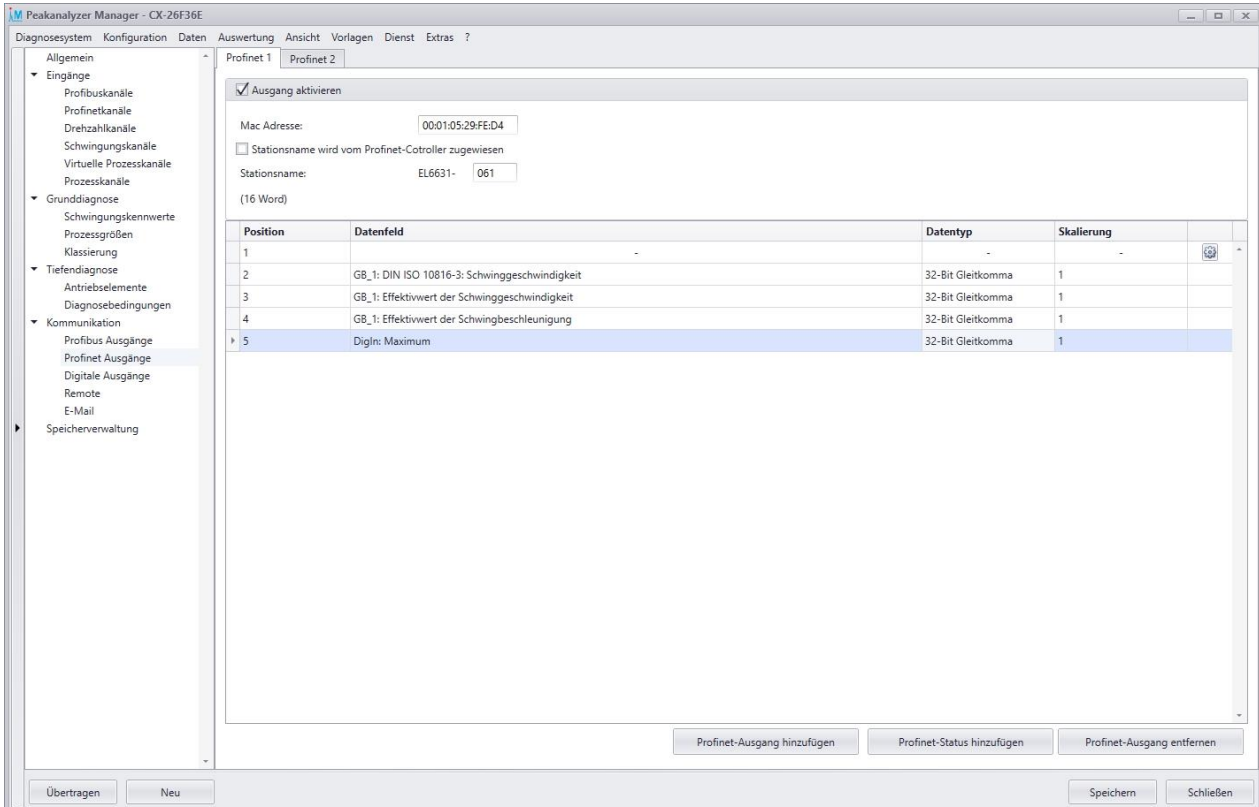 Peakanalyzer Manager - CX-26F36E
Diagnosesystem Konfiguration Daten Auswertung Ansicht Vorlagen Dienst Extras ?
Allgemein
Eingänge
Profibuskanäle
Profinetkanäle
Drehzahlkanäle
Schwingungskanäle
Virtuelle Prozesskanäle
Prozesskanäle
Grunddiagnose
Schwingungskennwerte
Prozessgrößen
Klassierung
Tiefendiagnose
Antriebselemente
Diagnosebedingungen
Kommunikation
Profibus Ausgänge
Profinet Ausgänge
Digitale Ausgänge
Remote
E-Mail
Speicherverwaltung
Profinet 1 Profinet 2
Ausgang aktivieren
Mac Adresse: 00:01:05:29:FE:D4
Stationsname wird vom Profinet-Cotroller zugewiesen
Stationsname: EL6631- 061
(16 Word)
Position Datenfeld Datentyp Skalierung
1 - - -
2 GB_1: DIN ISO 10816-3: Schwinggeschwindigkeit 32-Bit Gleitkomma 1
3 GB_1: Effektivwert der Schwinggeschwindigkeit 32-Bit Gleitkomma 1
4 GB_1: Effektivwert der Schwingbeschleunigung 32-Bit Gleitkomma 1
5 DigIn: Maximum 32-Bit Gleitkomma 1
Profinet-Ausgang hinzufügen Profinet-Status hinzufügen Profinet-Ausgang entfernen
Übertragen Neu Speichern Schließen